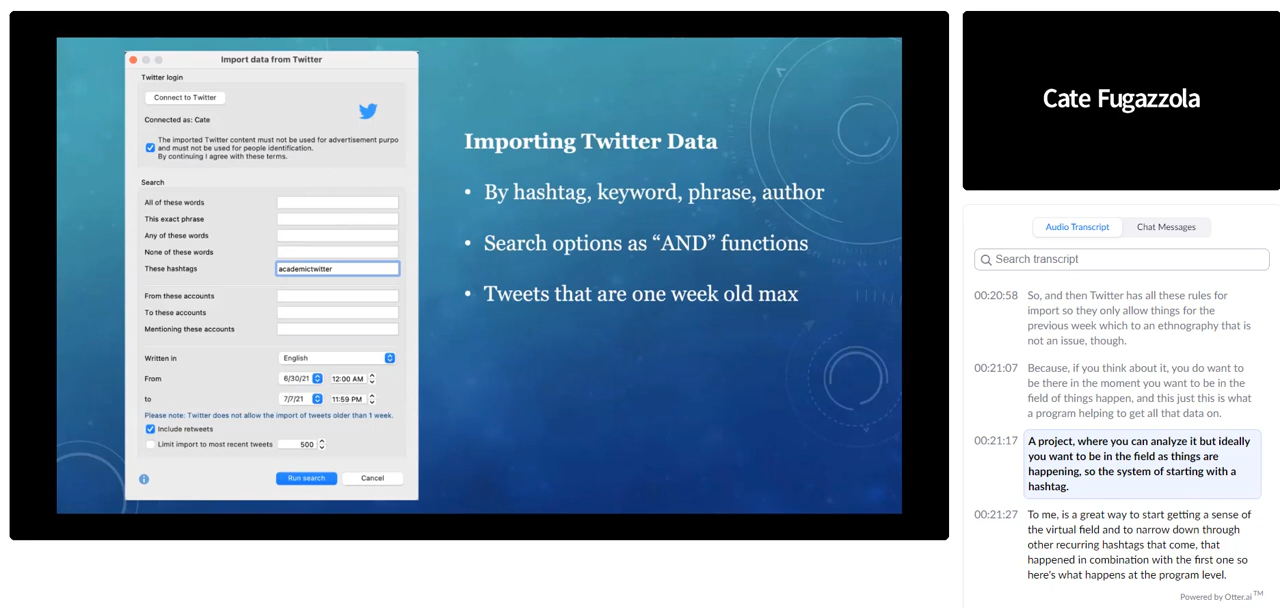 Import data from Twitter
Twitter login
Connect to Twitter
Connected as: Cate
The imported Twitter content must not be used for advertisement purpo
and must not be used for people identification.
By continuing I agree with these terms.
Search
All of these words
This exact phrase
Any of these words
None of these words
These hashtags academictwitter
From these accounts
To these accounts
Mentioning these accounts
Written in English
From 6/30/21 12:00 AM
to 7/7/21 11:59 PM
Please note: Twitter does not allow the import of tweets older than 1 week.
Include retweets
Limit import to most recent tweets 500
Run search Cancel
Importing Twitter Data
• By hashtag, keyword, phrase, author
• Search options as “AND” functions
• Tweets that are one week old max
Cate Fugazzola
Audio Transcript Chat Messages
Search transcript
00:20:58 So, and then Twitter has all these rules for
import so they only allow things for the
previous week which to an ethnography that is
not an issue, though.
00:21:07 Because, if you think about it, you do want to
be there in the moment you want to be in the
field of things happen, and this just this is what
a program helping to get all that data on.
00:21:17 A project, where you can analyze it but ideally
you want to be in the field as things are
happening, so the system of starting with a
hashtag.
00:21:27 To me, is a great way to start getting a sense of
the virtual field and to narrow down through
other recurring hashtags that come, that
happened in combination with the first one so
here's what happens at the program level.
Powered by Otter.ai TM